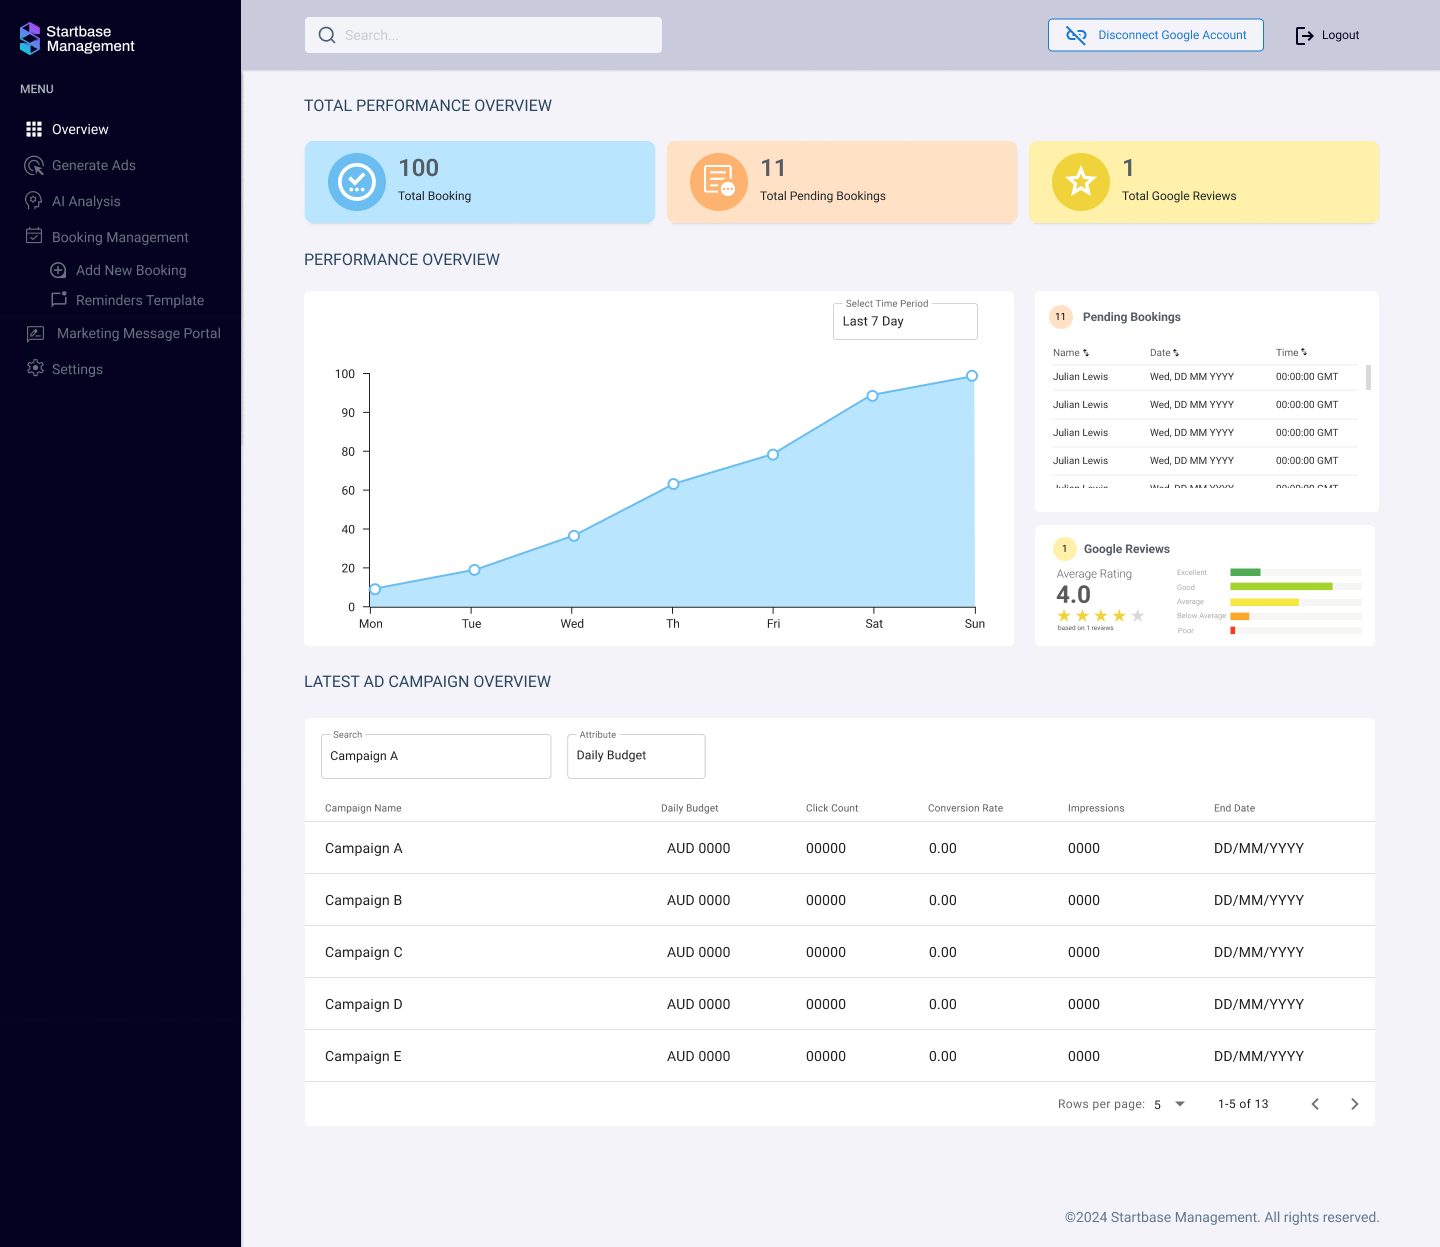 Startbase
Management
Search...
Disconnect Google Account
Logout
MENU
Overview
Generate Ads
AI Analysis
Booking Management
Add New Booking
Reminders Template
Marketing Message Portal
Settings
TOTAL PERFORMANCE OVERVIEW
100
Total Booking
11
Total Pending Bookings
1
Total Google Reviews
PERFORMANCE OVERVIEW
Select Time Period
Last 7 Day
100
90
80
60
40
20
0
Mon Tue Wed Th Fri Sat Sun
11 Pending Bookings
Name Date Time
Julian Lewis Wed, DD MM YYYY 00:00:00 GMT
Julian Lewis Wed, DD MM YYYY 00:00:00 GMT
Julian Lewis Wed, DD MM YYYY 00:00:00 GMT
Julian Lewis Wed, DD MM YYYY 00:00:00 GMT
Julian Lewis Wed, DD MM YYYY 00:00:00 GMT
1 Google Reviews
Average Rating
4.0
based on 1 reviews
Excellent
Good
Average
Below Average
Poor
LATEST AD CAMPAIGN OVERVIEW
Search
Campaign A
Attribute
Daily Budget
Campaign Name Daily Budget Click Count Conversion Rate Impressions End Date
Campaign A AUD 0000 00000 0.00 0000 DD/MM/YYYY
Campaign B AUD 0000 00000 0.00 0000 DD/MM/YYYY
Campaign C AUD 0000 00000 0.00 0000 DD/MM/YYYY
Campaign D AUD 0000 00000 0.00 0000 DD/MM/YYYY
Campaign E AUD 0000 00000 0.00 0000 DD/MM/YYYY
Rows per page: 5 1-5 of 13
©2024 Startbase Management. All rights reserved.